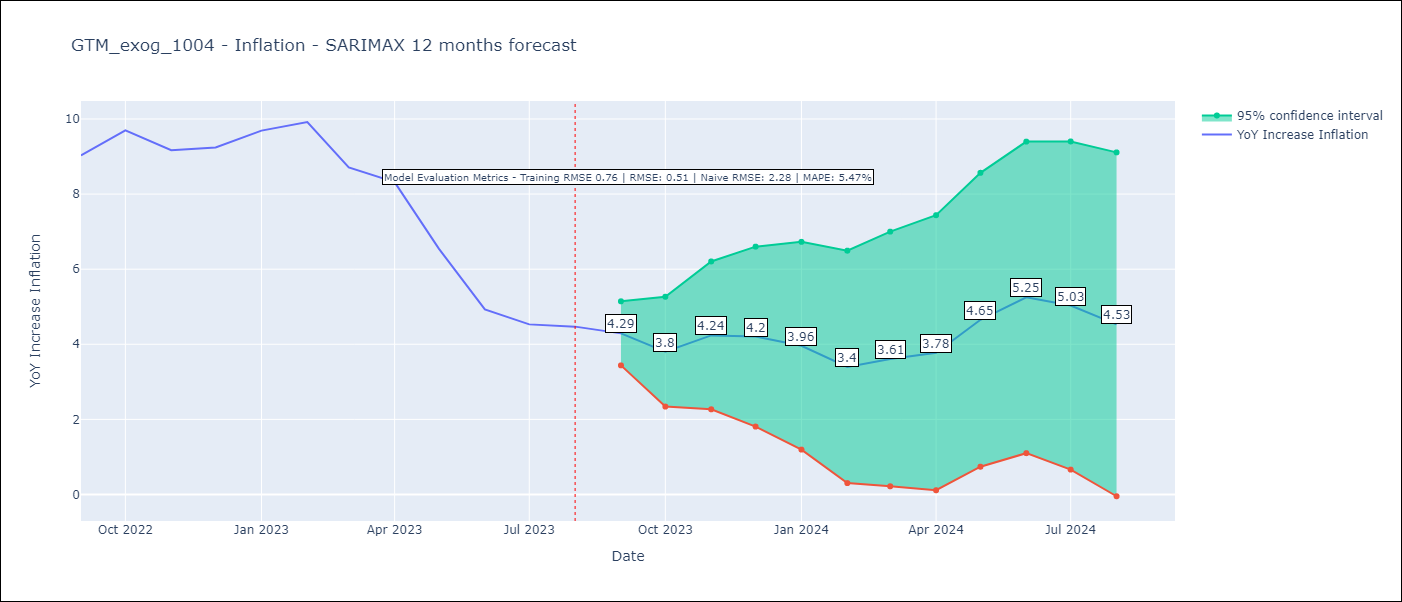 GTM_exog_1004 - Inflation - SARIMAX 12 months forecast
95% confidence interval
YoY Increase Inflation
Model Evaluation Metrics - Training RMSE 0.76 | RMSE: 0.51 | Naive RMSE: 2.28 | MAPE: 5.47%
YoY Increase Inflation
10
8
6
4
2
0
4.29
3.8
4.24
4.2
3.96
3.4
3.61
3.78
4.65
5.25
5.03
4.53
Oct 2022
Jan 2023
Apr 2023
Jul 2023
Oct 2023
Jan 2024
Apr 2024
Jul 2024
Date